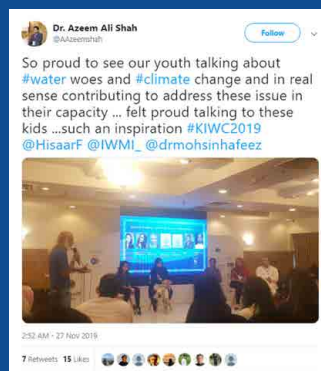 Dr. Azeem Ali Shah
@AAzeemshah
Follow
So proud to see our youth talking about
#water woes and #climate change and in real
sense contributing to address these issue in
their capacity ... felt proud talking to these
kids ...such an inspiration #KIWC2019
@HisaarF @IWMI_ @drmohsinhafeez
2:52 AM - 27 Nov 2019
7 Retweets 15 Likes